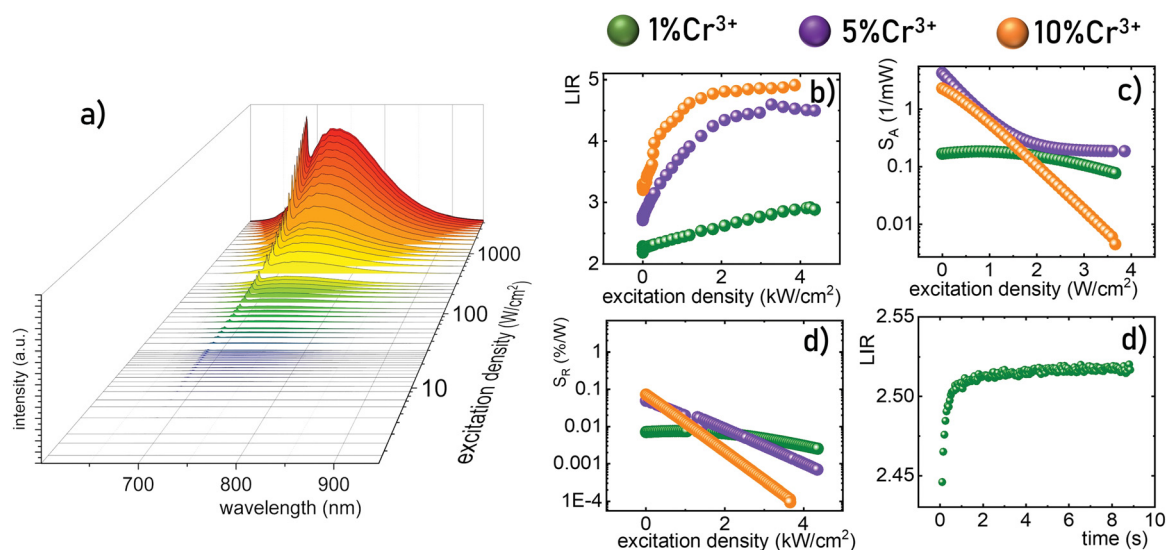 1%Cr³⁺ 5%Cr³⁺ 10%Cr³⁺
a)
intensity (a.u.)
700 800 900
wavelength (nm)
10 100 1000
excitation density (W/cm²)
b)
LIR
5
4
3
2
0 2 4
excitation density (kW/cm²)
c)
S_A (1/mW)
1
0.1
0.01
0 1 2 3 4
excitation density (W/cm²)
d)
S_R (%/W)
1
0.1
0.01
0.001
1E-4
0 2 4
excitation density (kW/cm²)
d)
LIR
2.55
2.50
2.45
0 2 4 6 8 10
time (s)